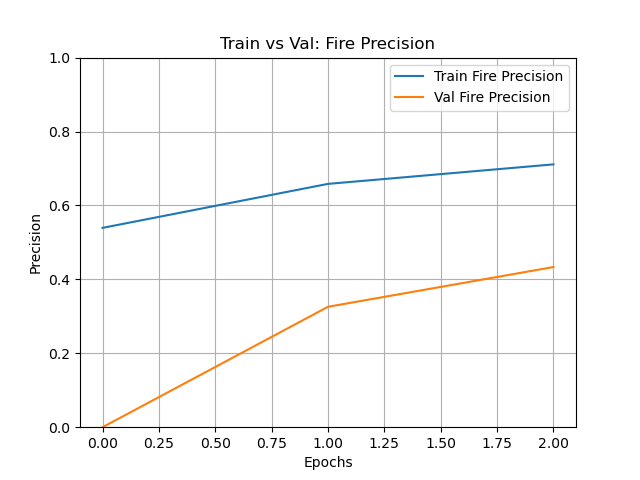 Train vs Val: Fire Precision
Train Fire Precision
Val Fire Precision
Precision
1.0
0.8
0.6
0.4
0.2
0.0
0.00 0.25 0.50 0.75 1.00 1.25 1.50 1.75 2.00
Epochs